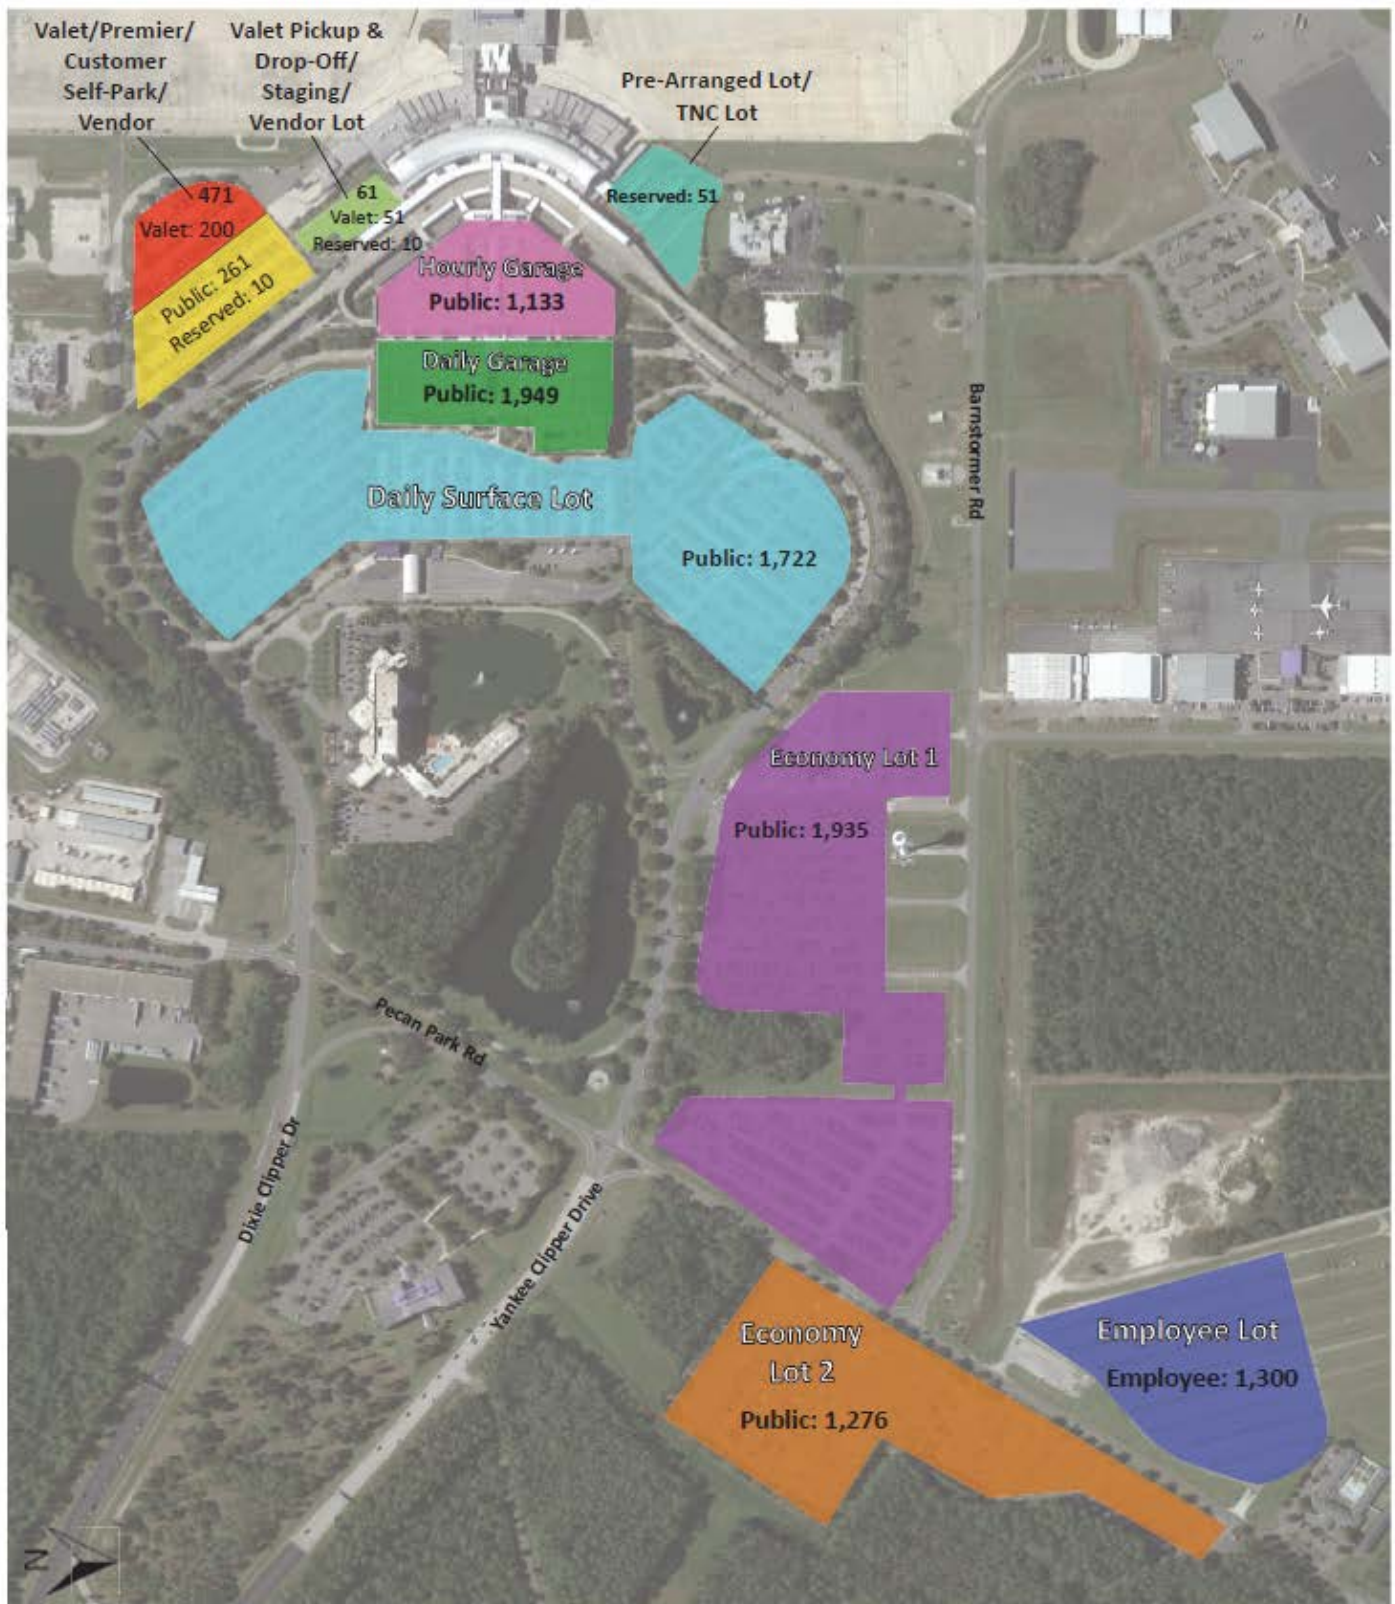 Valet/Premier/
Customer
Self-Park/
Vendor
Valet Pickup &
Drop-Off/
Staging/
Vendor Lot
Pre-Arranged Lot/
TNC Lot
471
Valet: 200
Public: 261
Reserved: 10
61
Valet: 51
Reserved: 10
Reserved: 51
Hourly Garage
Public: 1,133
Daily Garage
Public: 1,949
Daily Surface Lot
Public: 1,722
Barnstormer Rd
Economy Lot 1
Public: 1,935
Pecan Park Rd
Dixie Clipper Dr
Yankee Clipper Drive
Economy
Lot 2
Public: 1,276
Employee Lot
Employee: 1,300
N